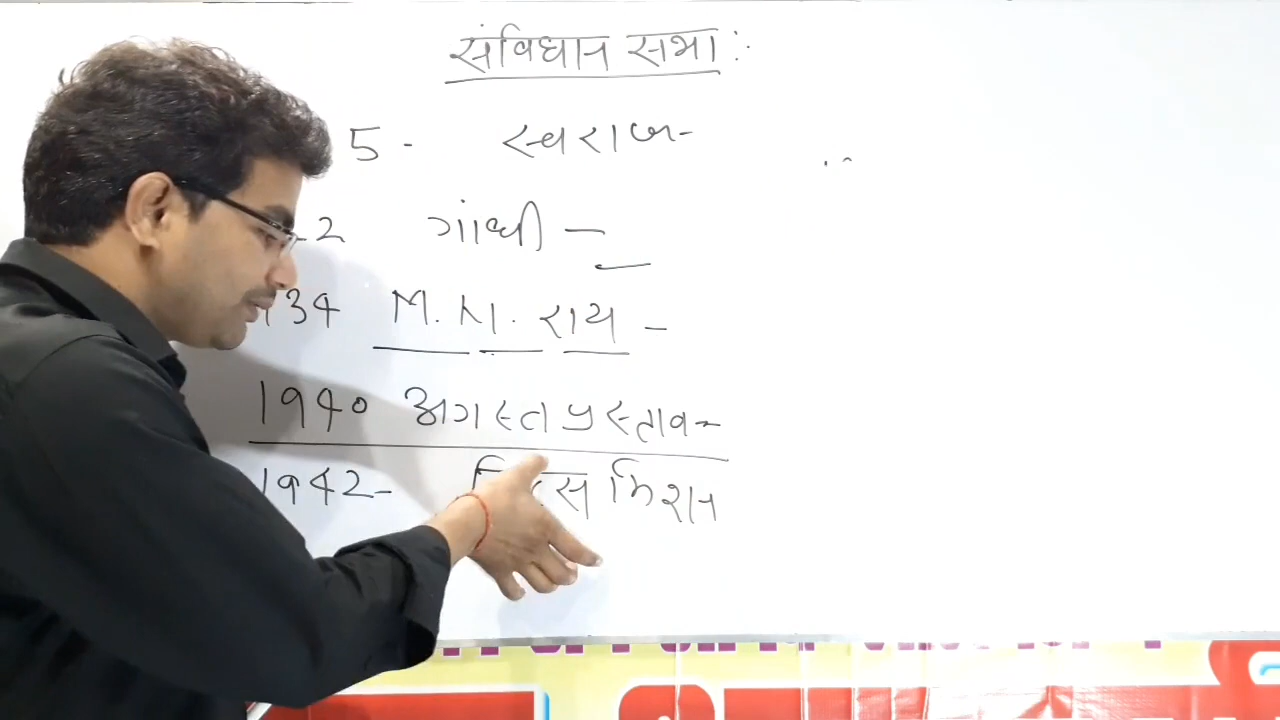 संविधान सभा :
5 - स्वराज -
2 गांधी -
34 M. N. राय -
1940 अगस्त प्रस्ताव -
1942 - मिशन